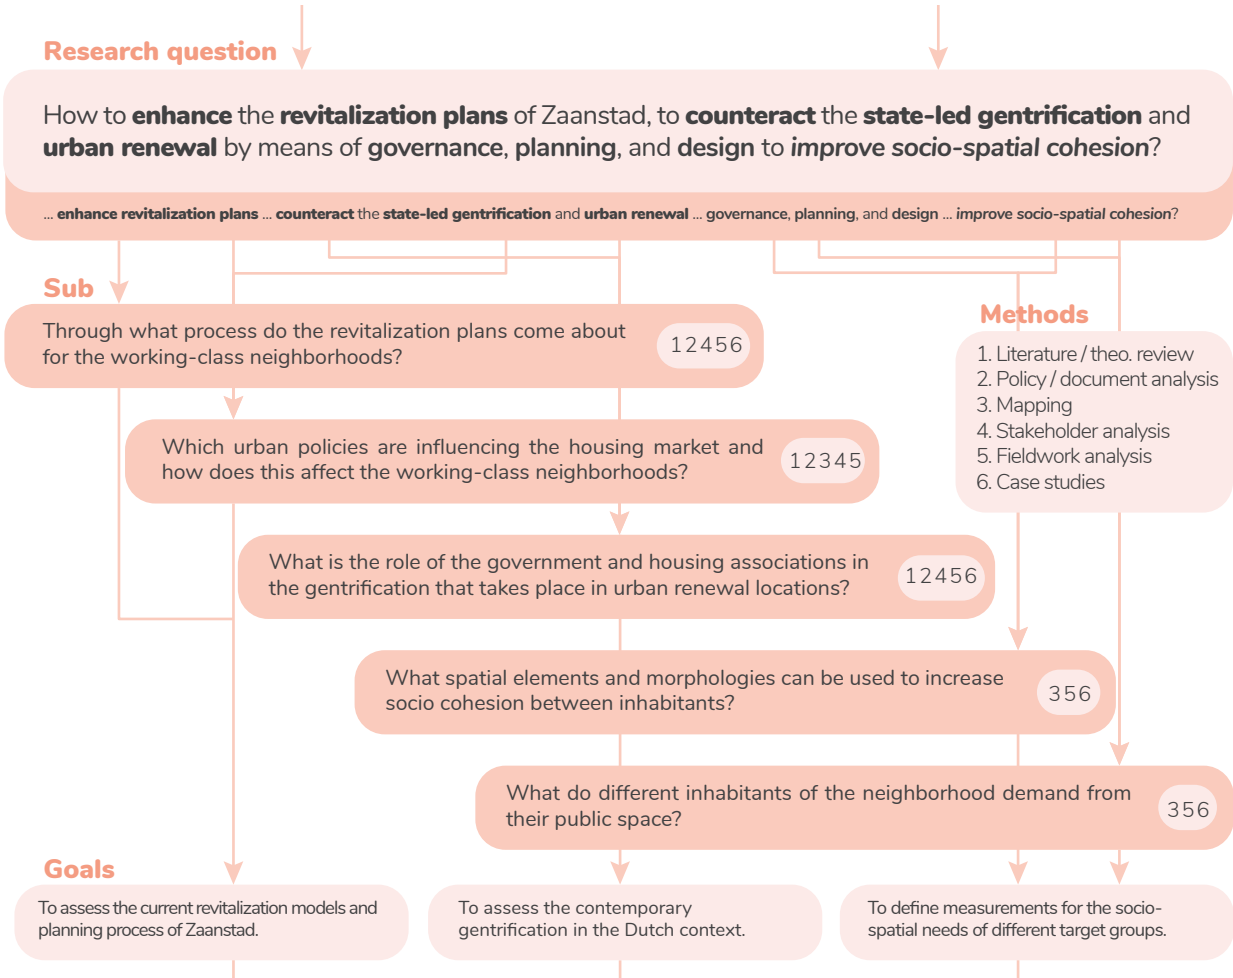 Research question
How to enhance the revitalization plans of Zaanstad, to counteract the state-led gentrification and
urban renewal by means of governance, planning, and design to improve socio-spatial cohesion?
... enhance revitalization plans ... counteract the state-led gentrification and urban renewal ... governance, planning, and design ... improve socio-spatial cohesion?
Sub
Through what process do the revitalization plans come about
for the working-class neighborhoods?
12456
Methods
1. Literature / theo. review
2. Policy / document analysis
3. Mapping
4. Stakeholder analysis
5. Fieldwork analysis
6. Case studies
Which urban policies are influencing the housing market and
how does this affect the working-class neighborhoods?
12345
What is the role of the government and housing associations in
the gentrification that takes place in urban renewal locations?
12456
What spatial elements and morphologies can be used to increase
socio cohesion between inhabitants?
356
What do different inhabitants of the neighborhood demand from
their public space?
356
Goals
To assess the current revitalization models and
planning process of Zaanstad.
To assess the contemporary
gentrification in the Dutch context.
To define measurements for the socio-
spatial needs of different target groups.